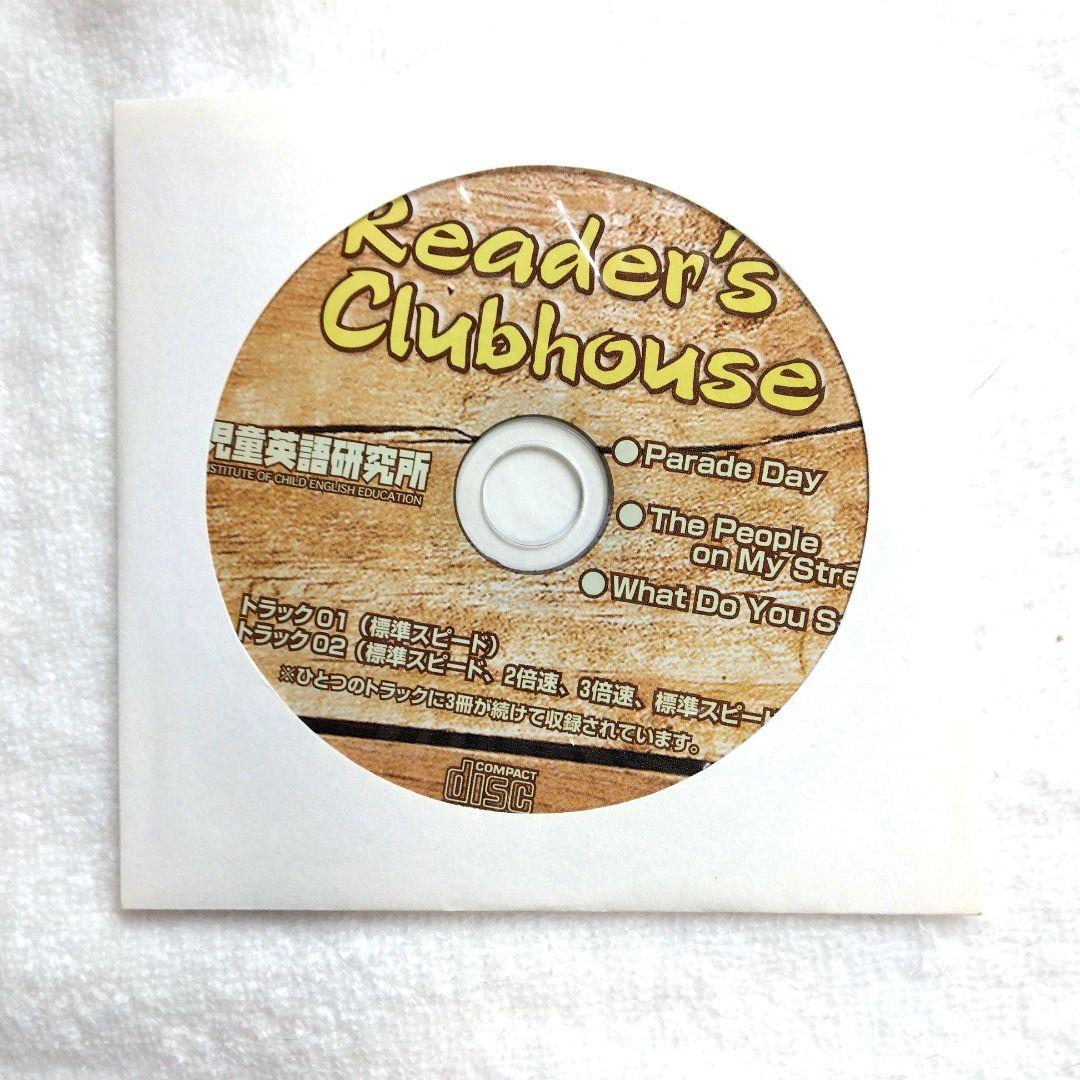 Reader's
Clubhouse
児童英語研究所
INSTITUTE OF CHILD ENGLISH EDUCATION
●Parade Day
●The People
on My Stre
●What Do You
トラック01（標準スピード）
トラック02（標準スピード、2倍速、3倍速、標準スピード
※ひとつのトラックに3冊が続けて収録されています。
COMPACT
disc